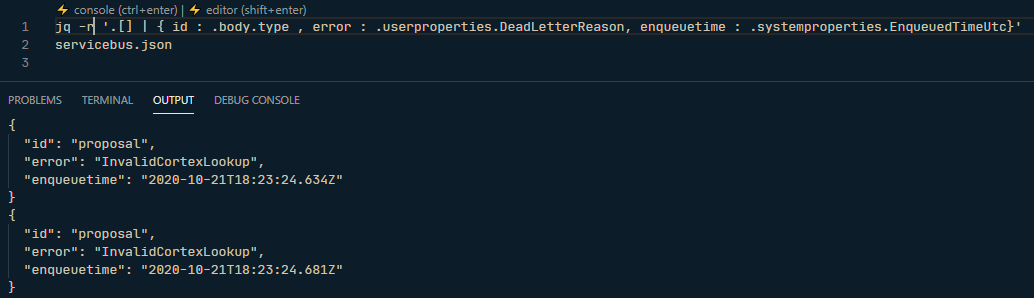 ⚡ console (ctrl+enter) | ⚡ editor (shift+enter)
1 jq -r '.[] | { id : .body.type , error : .userproperties.DeadLetterReason, enqueuetime : .systemproperties.EnqueuedTimeUtc}'
2 servicebus.json
3
PROBLEMS TERMINAL OUTPUT DEBUG CONSOLE
{
"id": "proposal",
"error": "InvalidCortexLookup",
"enqueuetime": "2020-10-21T18:23:24.634Z"
}
{
"id": "proposal",
"error": "InvalidCortexLookup",
"enqueuetime": "2020-10-21T18:23:24.681Z"
}